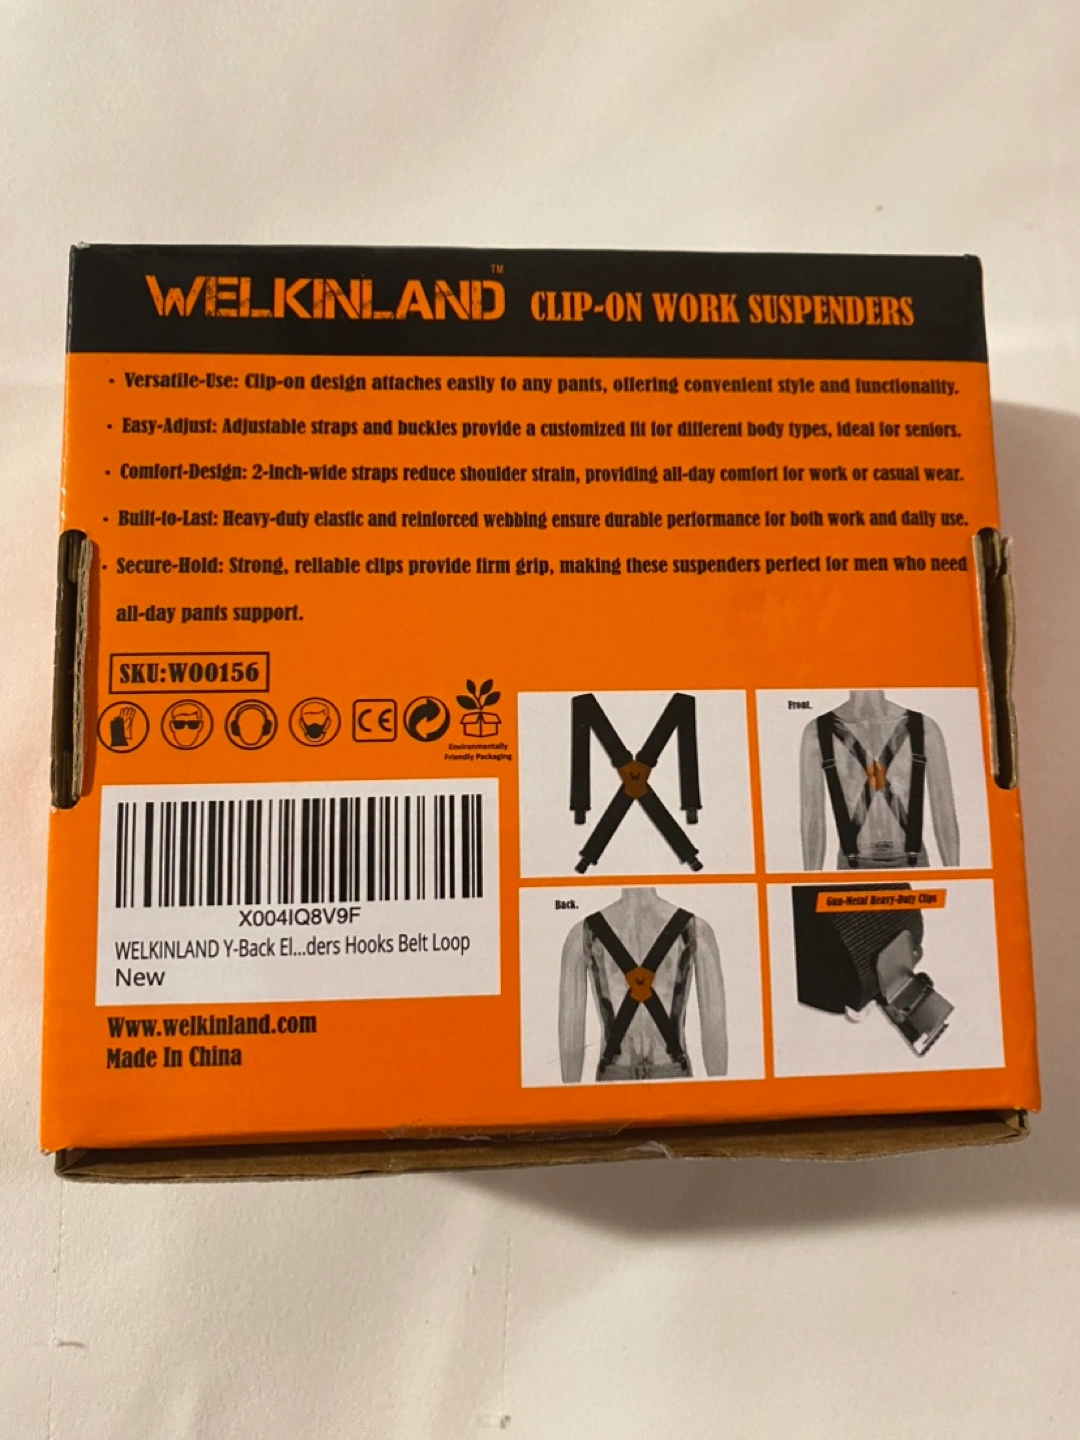 WELKINLAND™ CLIP-ON WORK SUSPENDERS
· Versatile-Use: Clip-on design attaches easily to any pants, offering convenient style and functionality.
· Easy-Adjust: Adjustable straps and buckles provide a customized fit for different body types, ideal for seniors.
· Comfort-Design: 2-inch-wide straps reduce shoulder strain, providing all-day comfort for work or casual wear.
· Built-to-Last: Heavy-duty elastic and reinforced webbing ensure durable performance for both work and daily use.
· Secure-Hold: Strong, reliable clips provide firm grip, making these suspenders perfect for men who need
all-day pants support.
SKU:W00156
CE
Environmentally
Friendly Packaging
X004IQ8V9F
WELKINLAND Y-Back El...ders Hooks Belt Loop
New
Www.welkinland.com
Made In China
W
Front.
Back.
W
Gun-Metal Heavy-Duty Clips